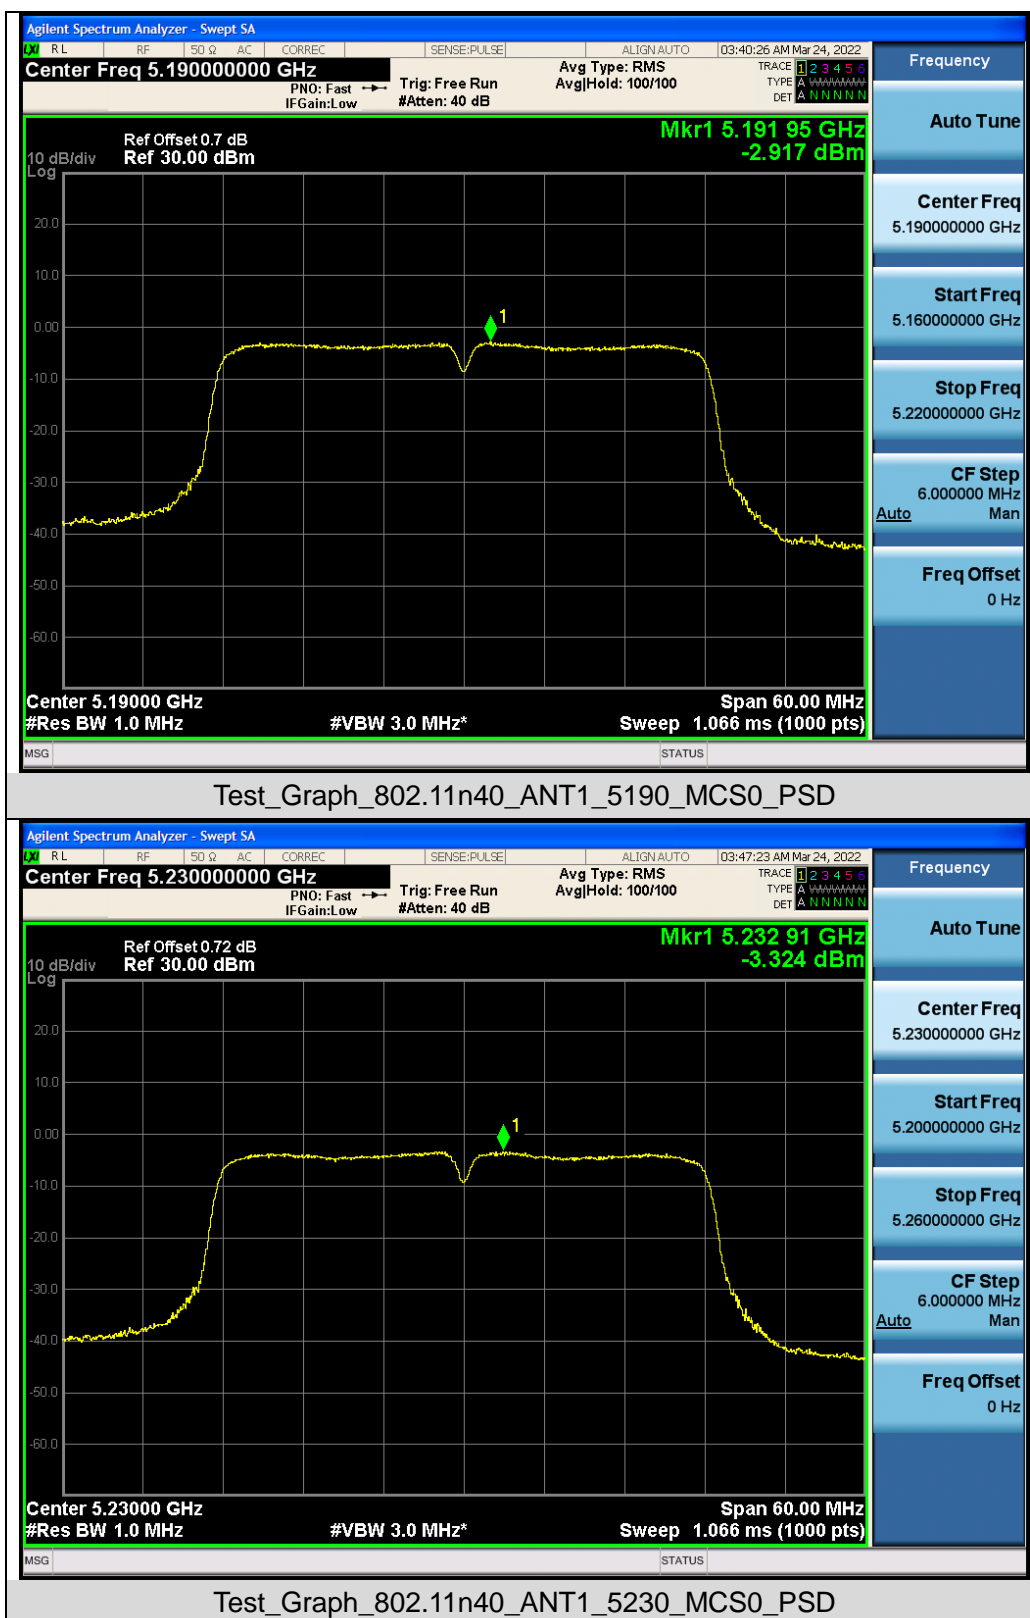 Agilent Spectrum Analyzer - Swept SA
LXI RL RF 50 Ω AC CORREC SENSE:PULSE ALIGN AUTO 03:40:26 AM Mar 24, 2022
Center Freq 5.190000000 GHz
PNO: Fast
IFGain:Low
Trig: Free Run
#Atten: 40 dB
Avg Type: RMS
Avg|Hold: 100/100
TRACE 1 2 3 4 5 6
TYPE A WWWWW
DET A N N N N N
Frequency
Auto Tune
Center Freq
5.190000000 GHz
Start Freq
5.160000000 GHz
Stop Freq
5.220000000 GHz
CF Step
6.000000 MHz
Auto Man
Freq Offset
0 Hz
Mkr1 5.191 95 GHz
-2.917 dBm
Ref Offset 0.7 dB
10 dB/div Ref 30.00 dBm
Log
20.0
10.0
0.00
-10.0
-20.0
-30.0
-40.0
-50.0
-60.0
1
Center 5.19000 GHz Span 60.00 MHz
#Res BW 1.0 MHz #VBW 3.0 MHz* Sweep 1.066 ms (1000 pts)
MSG STATUS
Test_Graph_802.11n40_ANT1_5190_MCS0_PSD
Agilent Spectrum Analyzer - Swept SA
LXI RL RF 50 Ω AC CORREC SENSE:PULSE ALIGN AUTO 03:47:23 AM Mar 24, 2022
Center Freq 5.230000000 GHz
PNO: Fast
IFGain:Low
Trig: Free Run
#Atten: 40 dB
Avg Type: RMS
Avg|Hold: 100/100
TRACE 1 2 3 4 5 6
TYPE A WWWWW
DET A N N N N N
Frequency
Auto Tune
Center Freq
5.230000000 GHz
Start Freq
5.200000000 GHz
Stop Freq
5.260000000 GHz
CF Step
6.000000 MHz
Auto Man
Freq Offset
0 Hz
Mkr1 5.232 91 GHz
-3.324 dBm
Ref Offset 0.72 dB
10 dB/div Ref 30.00 dBm
Log
20.0
10.0
0.00
-10.0
-20.0
-30.0
-40.0
-50.0
-60.0
1
Center 5.23000 GHz Span 60.00 MHz
#Res BW 1.0 MHz #VBW 3.0 MHz* Sweep 1.066 ms (1000 pts)
MSG STATUS
Test_Graph_802.11n40_ANT1_5230_MCS0_PSD